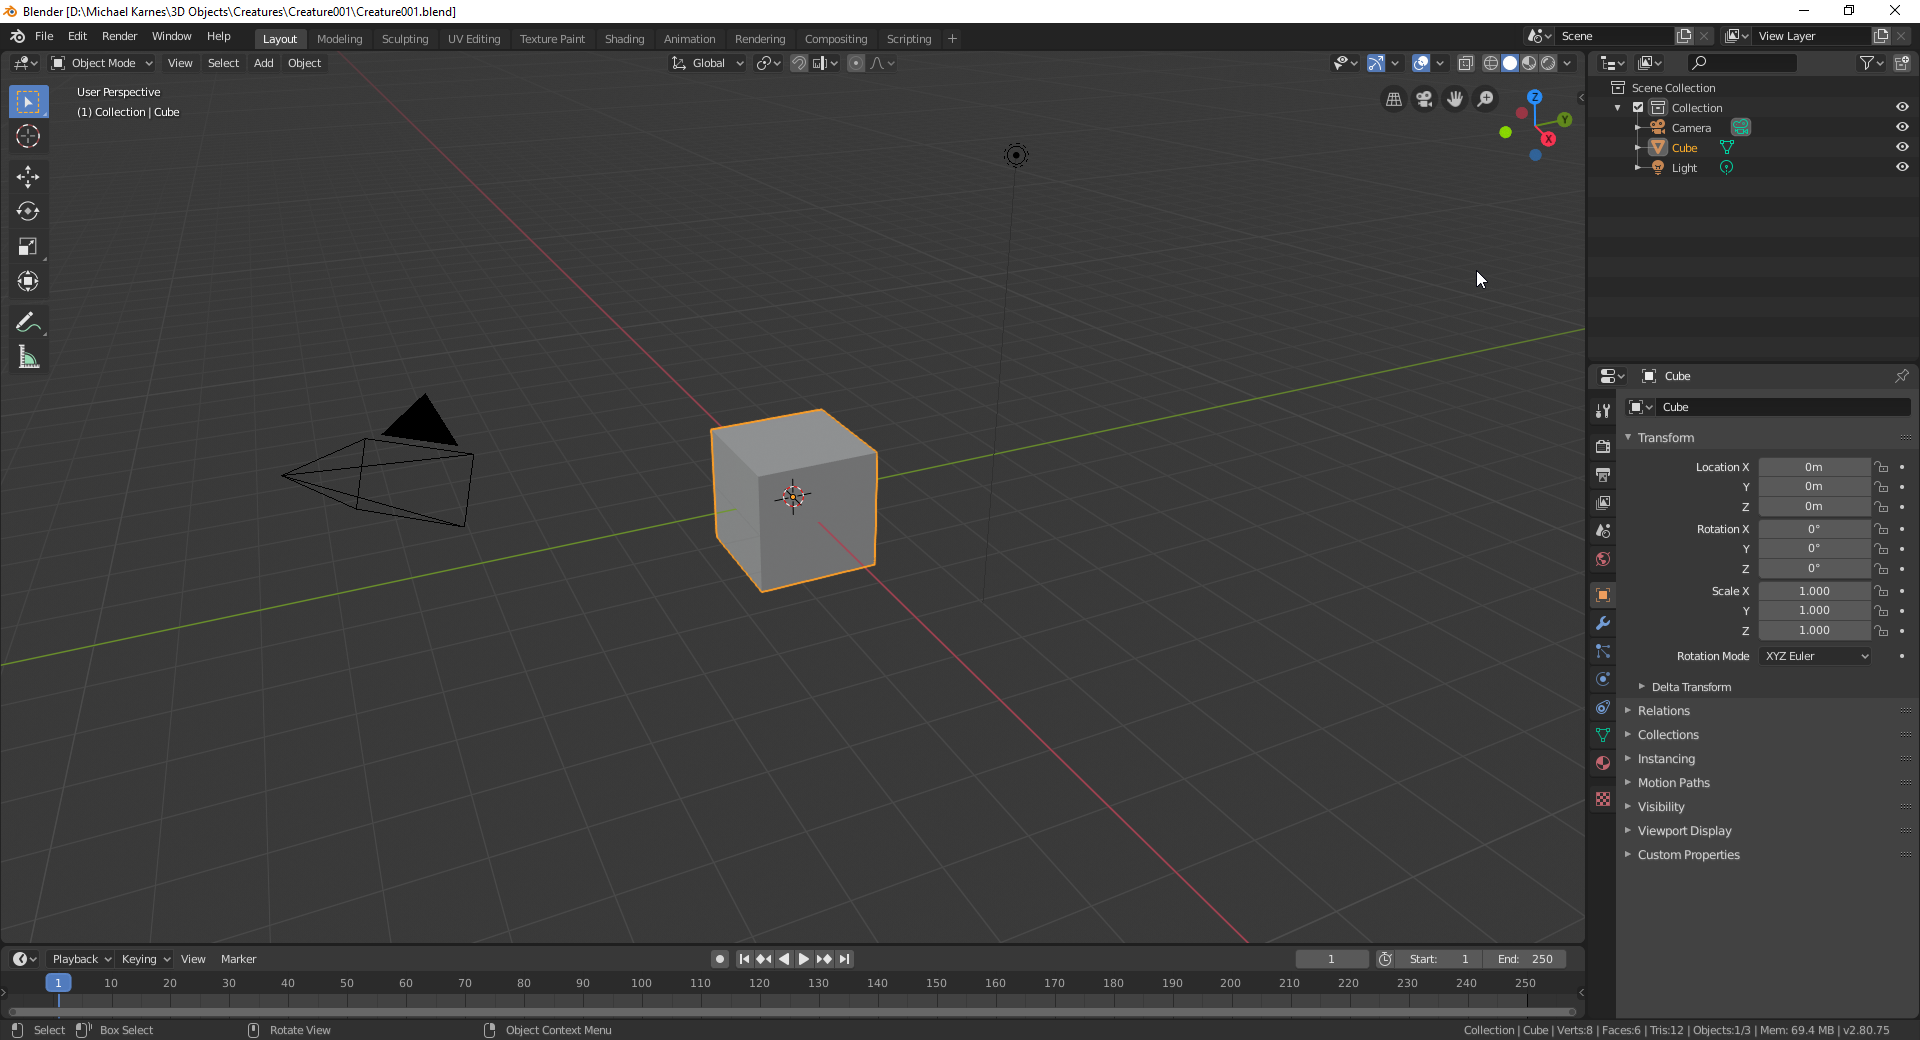 Blender [D:\Michael Karnes\3D Objects\Creatures\Creature001\Creature001.blend]
File Edit Render Window Help Layout Modeling Sculpting UV Editing Texture Paint Shading Animation Rendering Compositing Scripting + Scene View Layer
Object Mode View Select Add Object Global
User Perspective
(1) Collection | Cube
Z
Y
X
Scene Collection
Collection
Camera
Cube
Light
Cube
Cube
Transform
Location X 0m
Y 0m
Z 0m
Rotation X 0°
Y 0°
Z 0°
Scale X 1.000
Y 1.000
Z 1.000
Rotation Mode XYZ Euler
Delta Transform
Relations
Collections
Instancing
Motion Paths
Visibility
Viewport Display
Custom Properties
Playback Keying View Marker 1 Start: 1 End: 250
1 10 20 30 40 50 60 70 80 90 100 110 120 130 140 150 160 170 180 190 200 210 220 230 240 250
Select Box Select Rotate View Object Context Menu Collection | Cube | Verts:8 | Faces:6 | Tris:12 | Objects:1/3 | Mem: 69.4 MB | v2.80.75